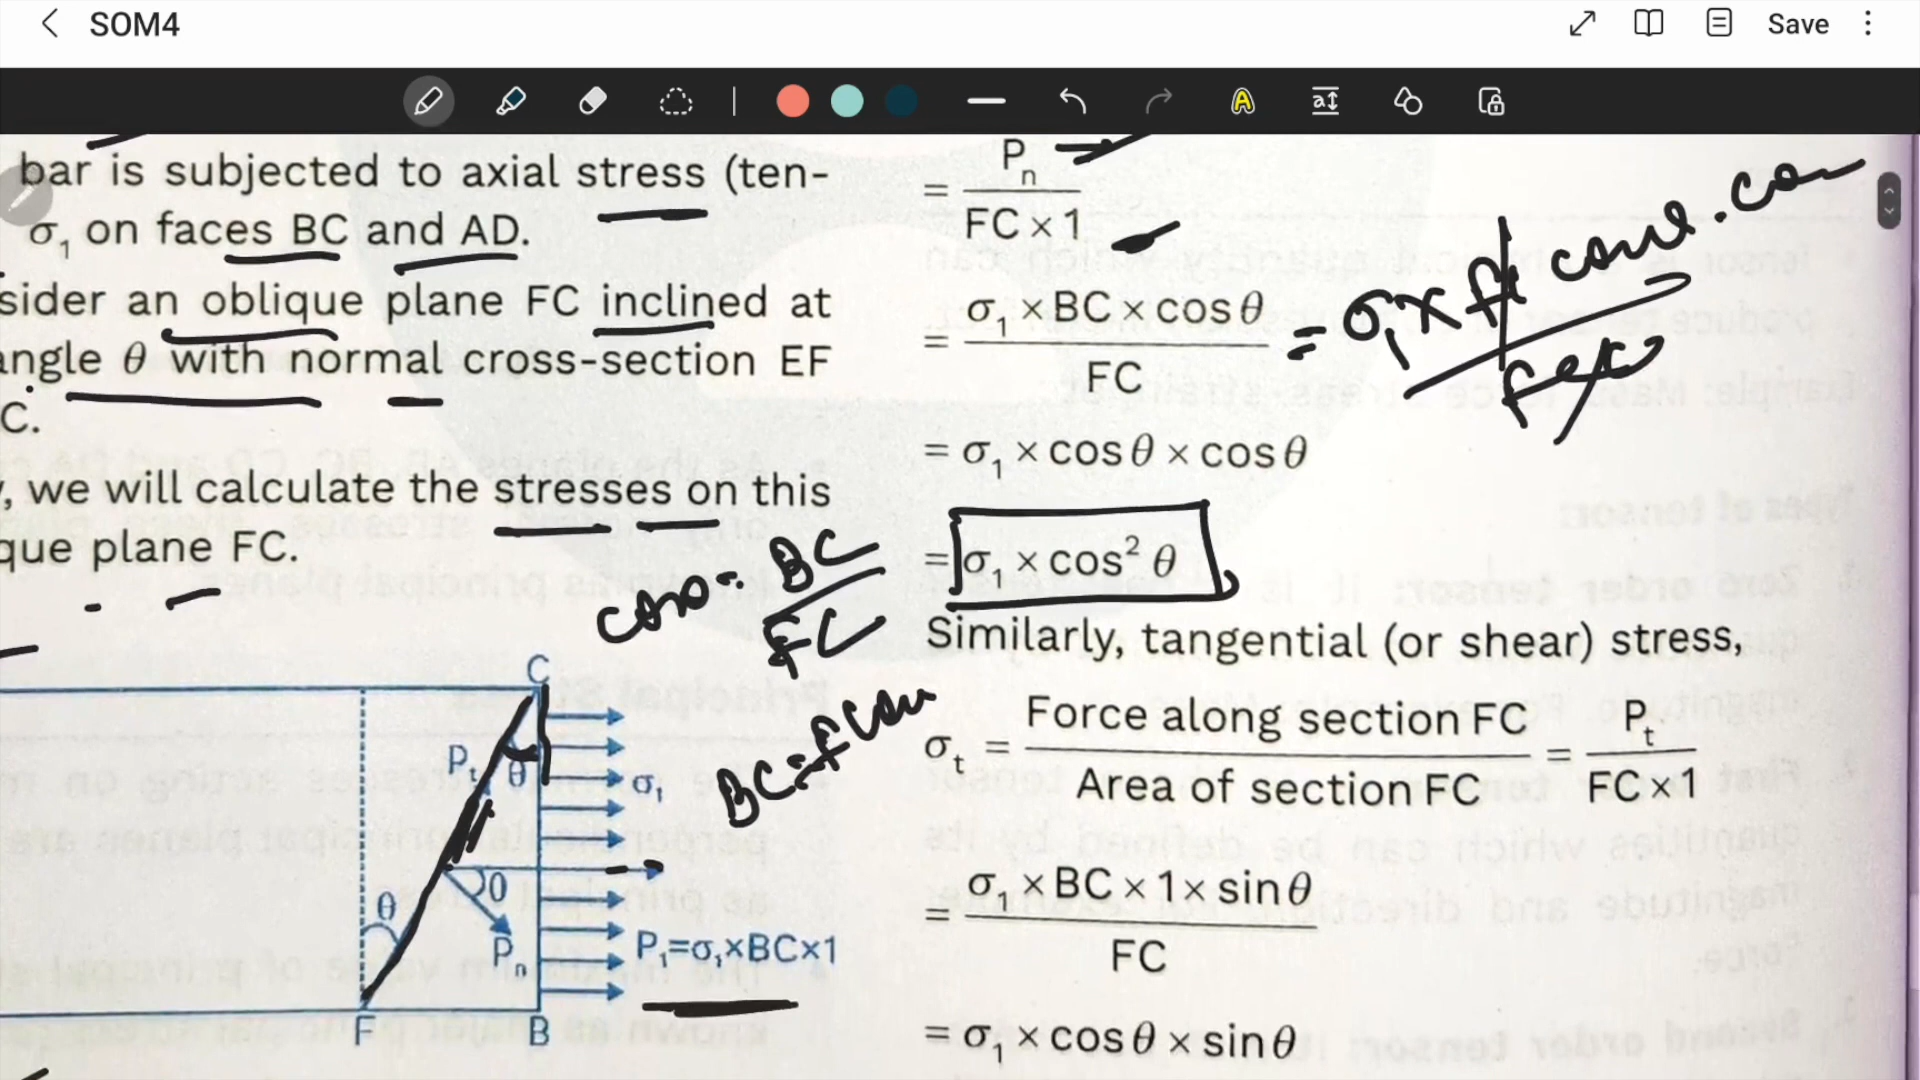 SOM4
Save
bar is subjected to axial stress (ten-
σ₁ on faces BC and AD.
sider an oblique plane FC inclined at
angle θ with normal cross-section EF
C.
, we will calculate the stresses on this
que plane FC.
cosθ = BC
FC
BC = FC cosθ
C
Pₜ
θ
σ₁
θ
θ
Pₙ
P₁=σ₁×BC×1
F
B
= Pₙ
FC × 1
= σ₁ × BC × cos θ
FC
= σ₁ × FC cosθ . cosθ
= σ₁ × cos θ × cos θ
= σ₁ × cos² θ
Similarly, tangential (or shear) stress,
σₜ = Force along section FC = Pₜ
Area of section FC FC×1
= σ₁ × BC × 1 × sin θ
FC
= σ₁ × cos θ × sin θ